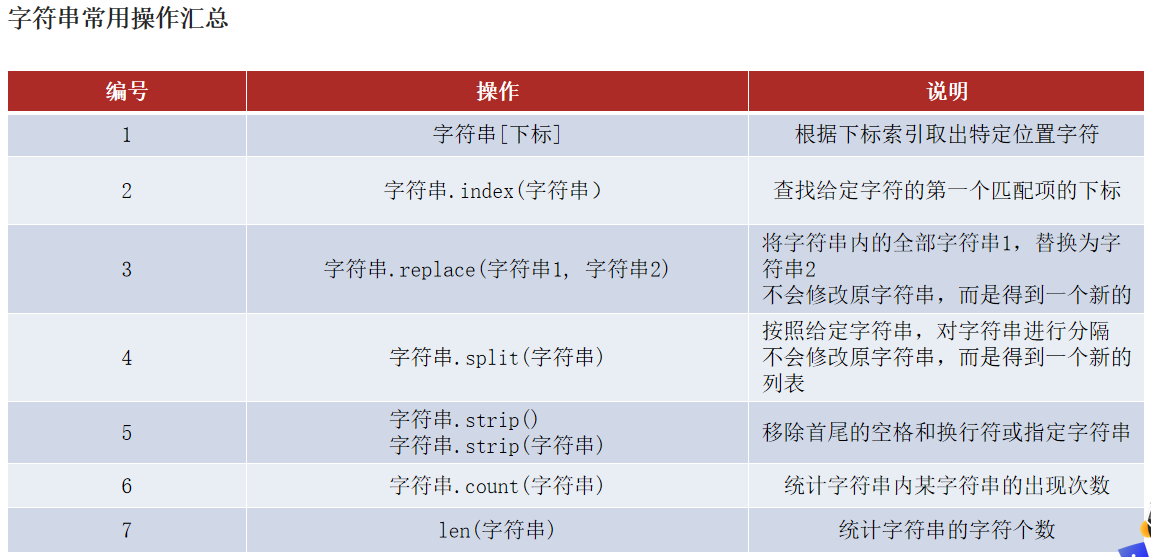 字符串常用操作汇总
编号 操作 说明
1 字符串[下标] 根据下标索引取出特定位置字符
2 字符串.index(字符串） 查找给定字符的第一个匹配项的下标
3 字符串.replace(字符串1, 字符串2) 将字符串内的全部字符串1，替换为字
符串2
不会修改原字符串，而是得到一个新的
4 字符串.split(字符串) 按照给定字符串，对字符串进行分隔
不会修改原字符串，而是得到一个新的
列表
5 字符串.strip()
字符串.strip(字符串) 移除首尾的空格和换行符或指定字符串
6 字符串.count(字符串) 统计字符串内某字符串的出现次数
7 len(字符串) 统计字符串的字符个数